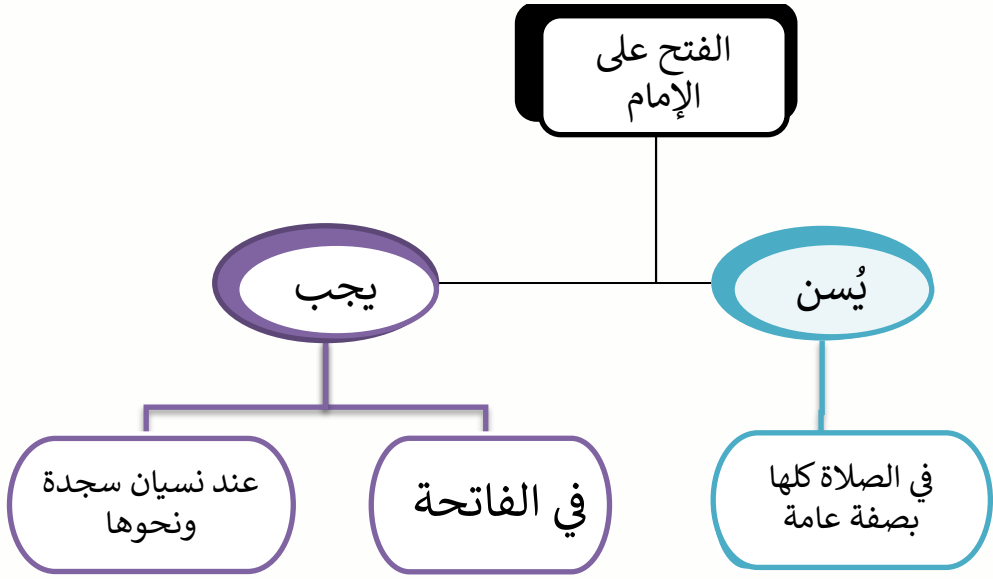 الفتح على
الإمام
يُسن
يجب
في الصلاة كلها
بصفة عامة
في الفاتحة
عند نسيان سجدة
ونحوها